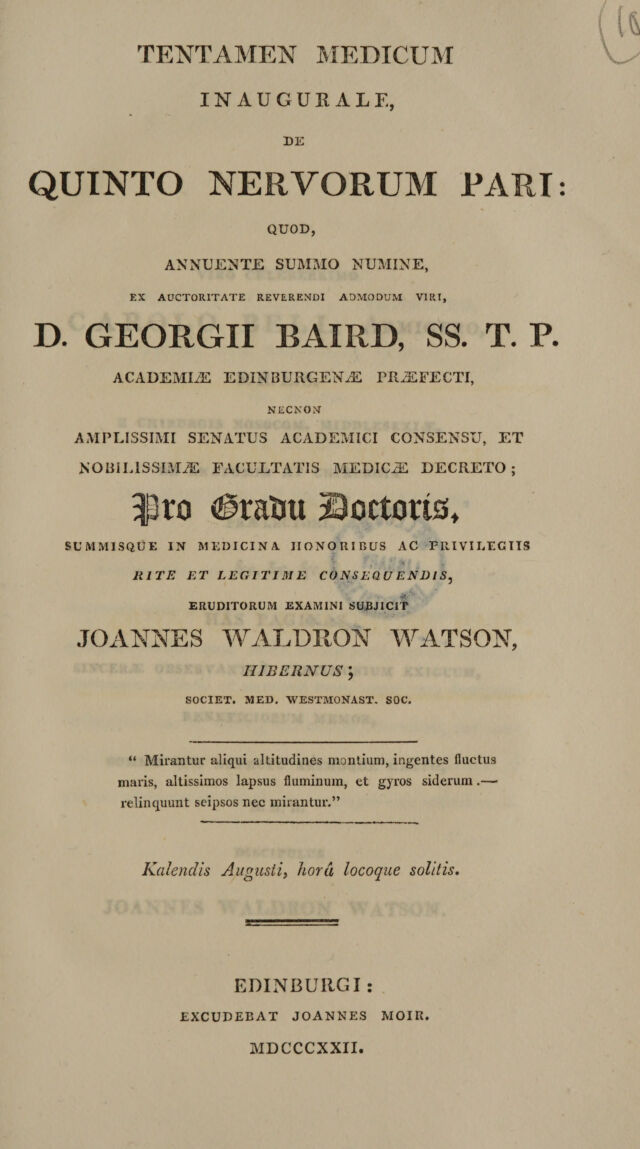 TENTAMEN MEDICUM
INAUGURALE,
DE
QUINTO NERVORUM PARI:
QUOD,
ANNUENTE SUMMO NUMINE,
EX AUCTORITATE REVERENDI ADMODUM VIRI,
D. GEORGII BAIRD, SS. T. P.
ACADEMIÆ EDINBURGENÆ PRÆFECTI,
NECNON
AMPLISSIMI SENATUS ACADEMICI CONSENSU, ET
NOBILISSIMÆ FACULTATIS MEDICÆ DECRETO;
Pro Gradu Doctoris,
SUMMISQUE IN MEDICINA HONORIBUS AC PRIVILEGIIS
RITE ET LEGITIME CONSEQUENDIS,
ERUDITORUM EXAMINI SUBJICIT
JOANNES WALDRON WATSON,
HIBERNUS;
SOCIET. MED. WESTMONAST. SOC.
“ Mirantur aliqui altitudines montium, ingentes fluctus
maris, altissimos lapsus fluminum, et gyros siderum.—
relinquunt seipsos nec mirantur.”
Kalendis Augusti, horâ locoque solitis.
EDINBURGI:
EXCUDEBAT JOANNES MOIR.
MDCCCXXII.